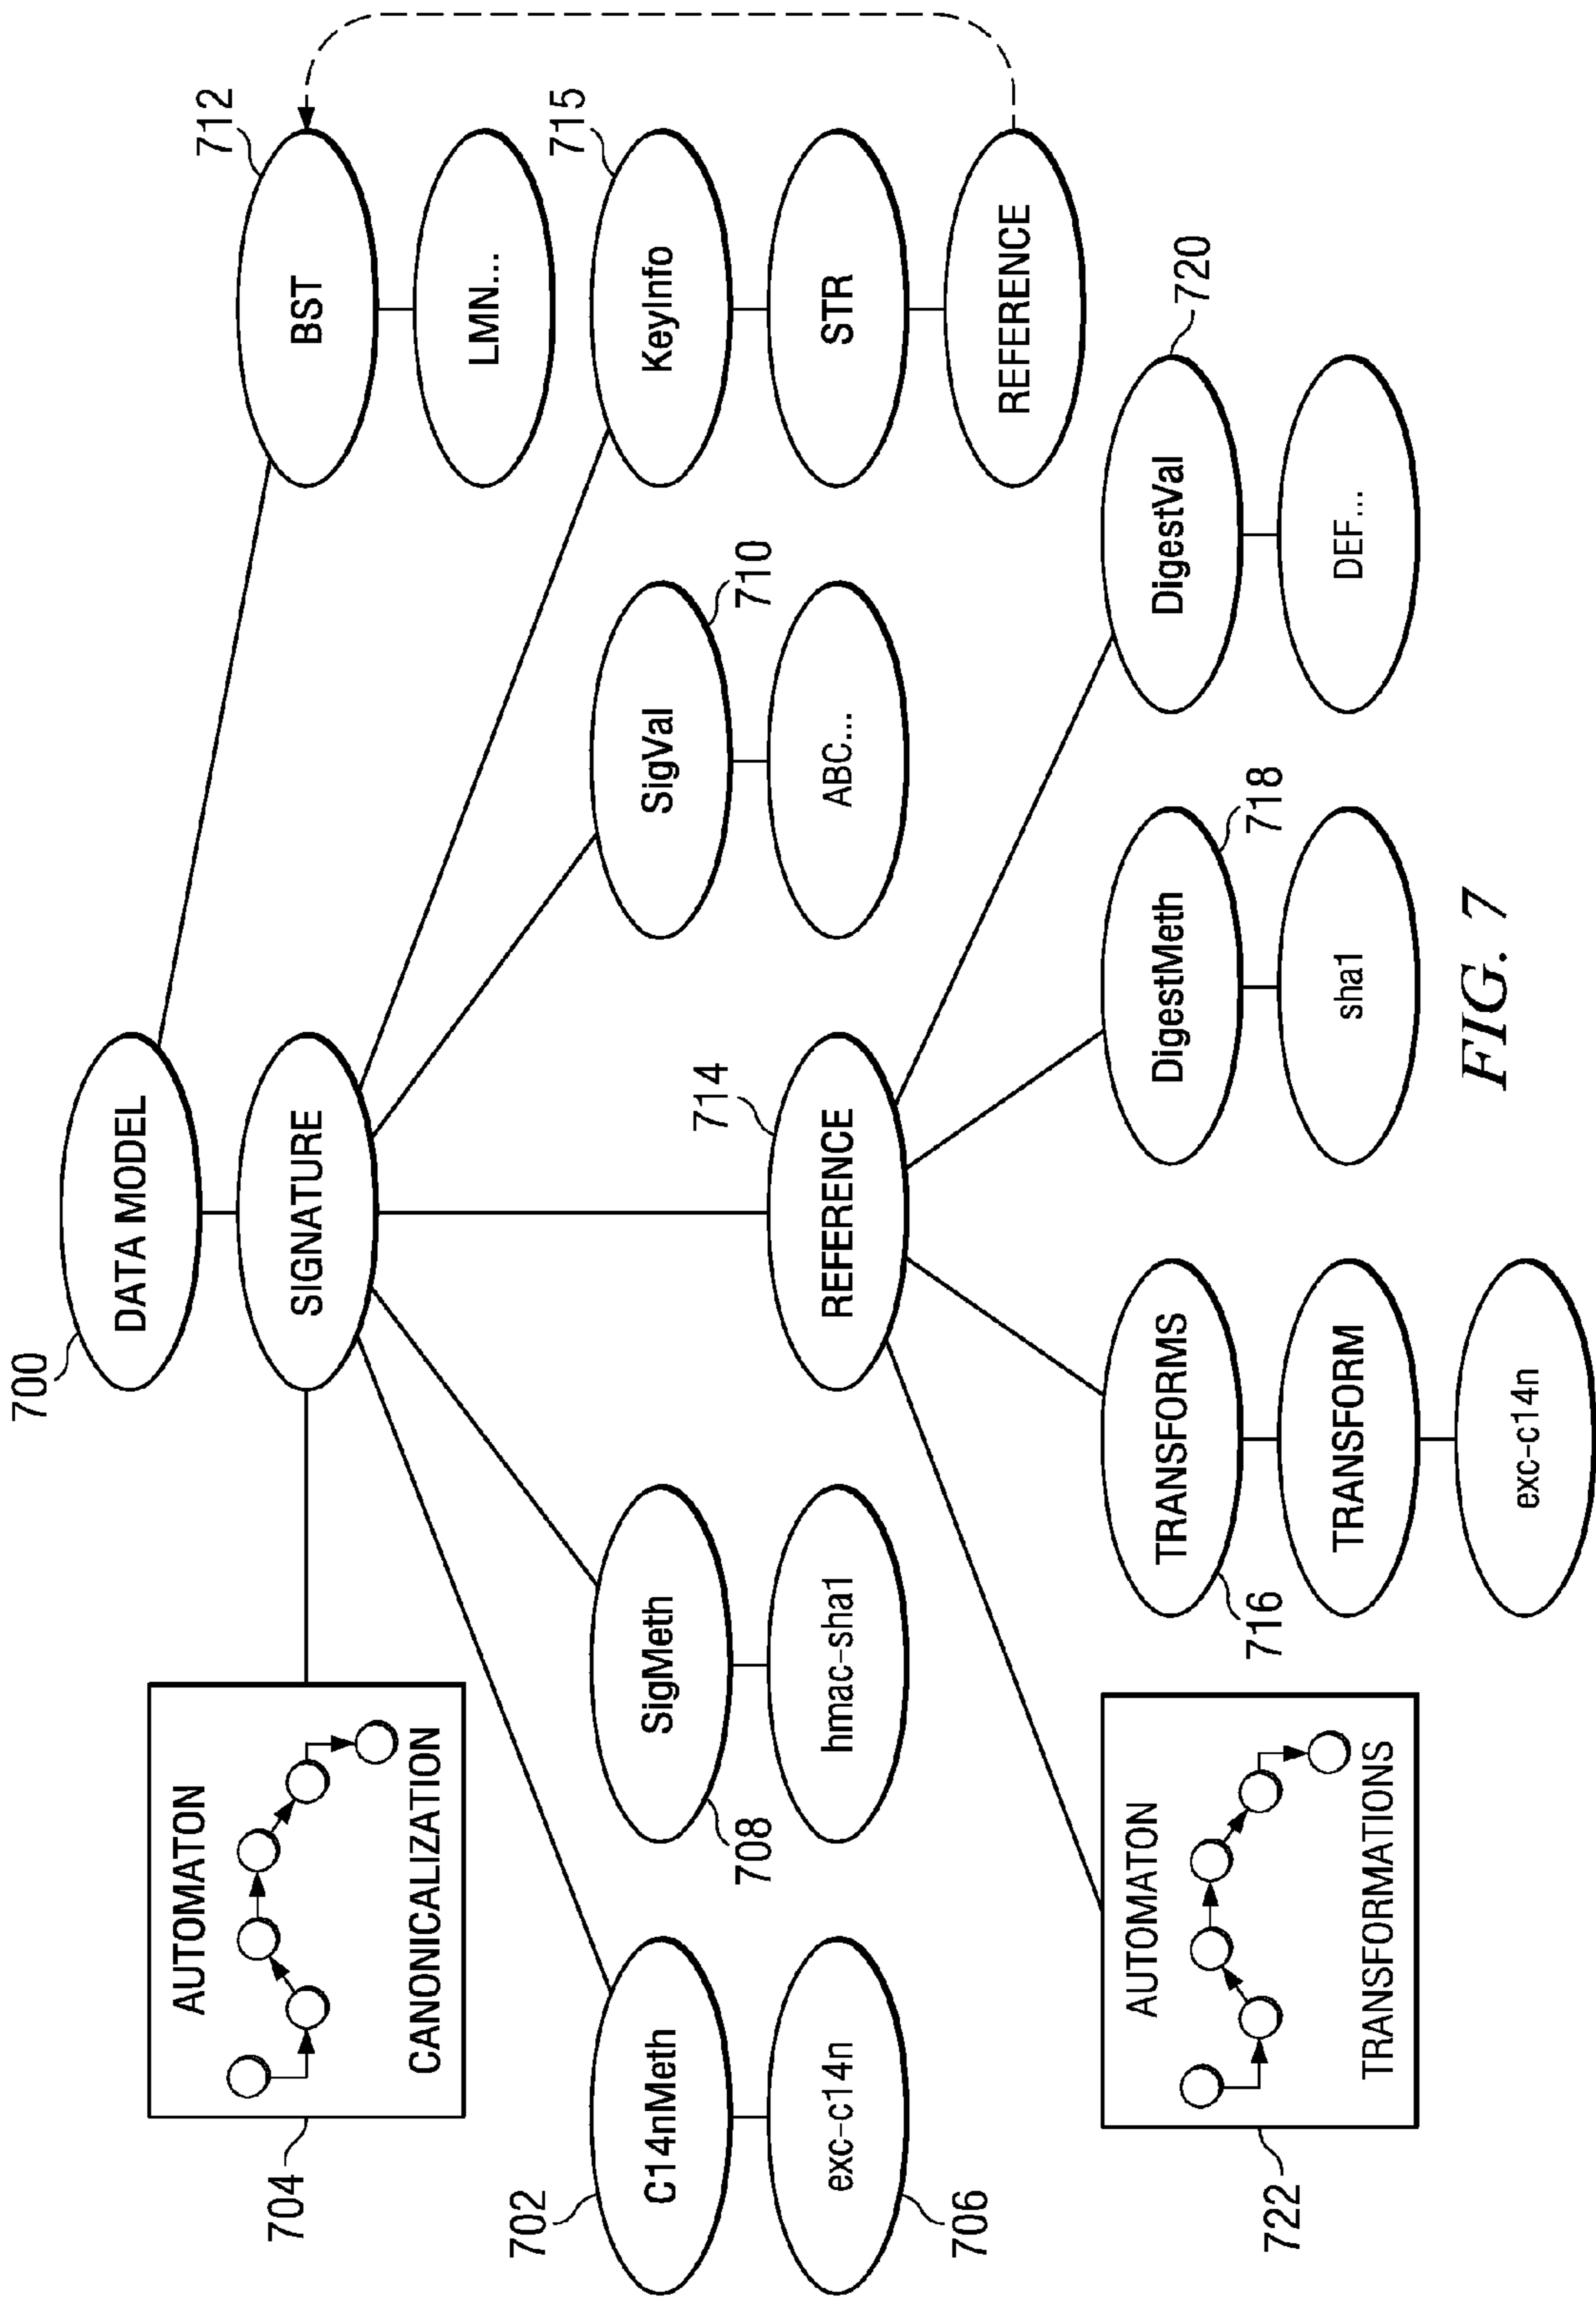 700
DATA MODEL
712
BST
LMN...
SIGNATURE
704
AUTOMATON
CANONICALIZATION
702
C14nMeth
706
exc-c14n
708
SigMeth
hmac-sha1
710
SigVal
ABC...
715
KeyInfo
STR
REFERENCE
714
REFERENCE
722
AUTOMATON
TRANSFORMATIONS
716
TRANSFORMS
TRANSFORM
exc-c14n
718
DigestMeth
sha1
720
DigestVal
DEF...
FIG. 7